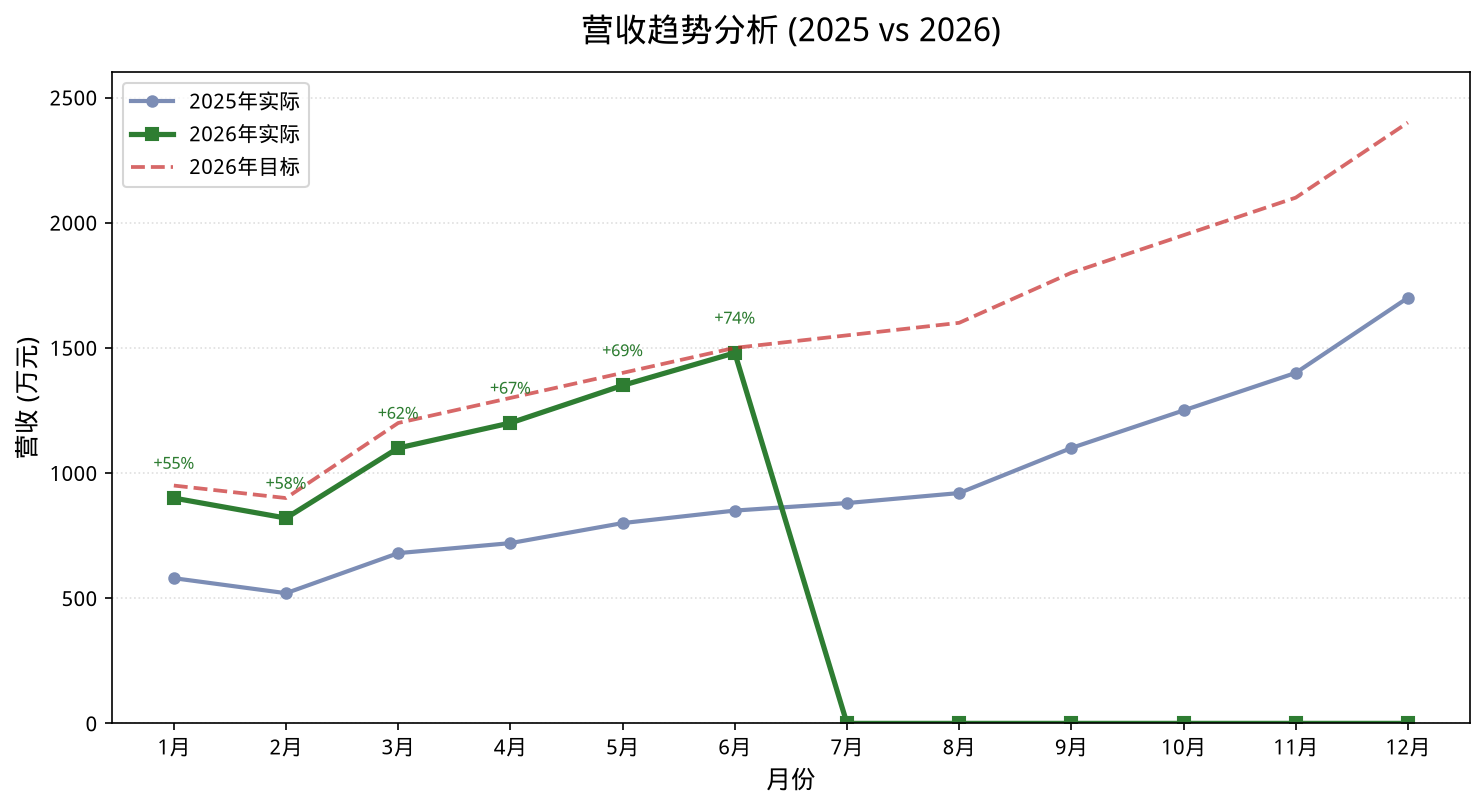 营收趋势分析 (2025 vs 2026)
2025年实际
2026年实际
2026年目标
营收 (万元)
2500
2000
1500
1000
500
0
+55%
+58%
+62%
+67%
+69%
+74%
1月
2月
3月
4月
5月
6月
7月
8月
9月
10月
11月
12月
月份